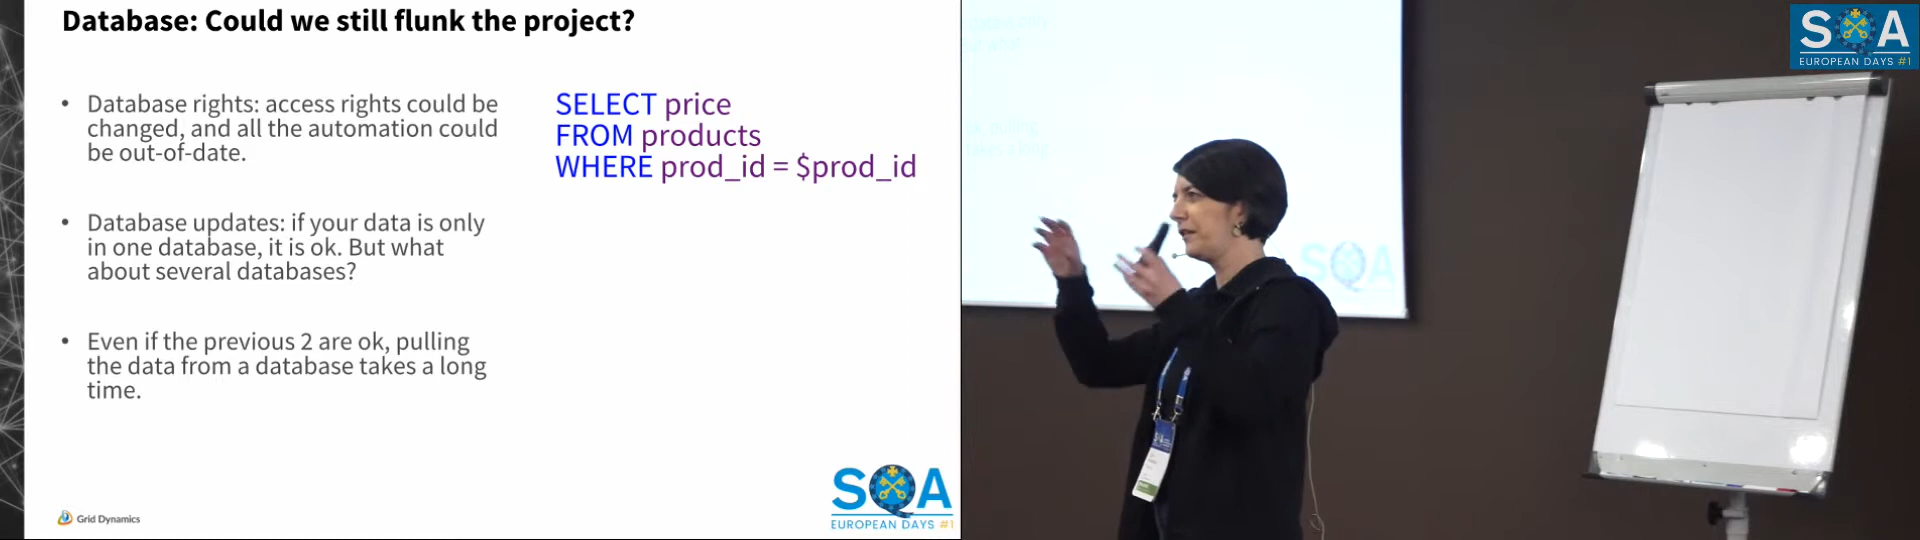 Database: Could we still flunk the project?
• Database rights: access rights could be
changed, and all the automation could
be out-of-date.
• Database updates: if your data is only
in one database, it is ok. But what
about several databases?
• Even if the previous 2 are ok, pulling
the data from a database takes a long
time.
SELECT price
FROM products
WHERE prod_id = $prod_id
Grid Dynamics
SQA
EUROPEAN DAYS #1
SQA
EUROPEAN DAYS #1
SQA